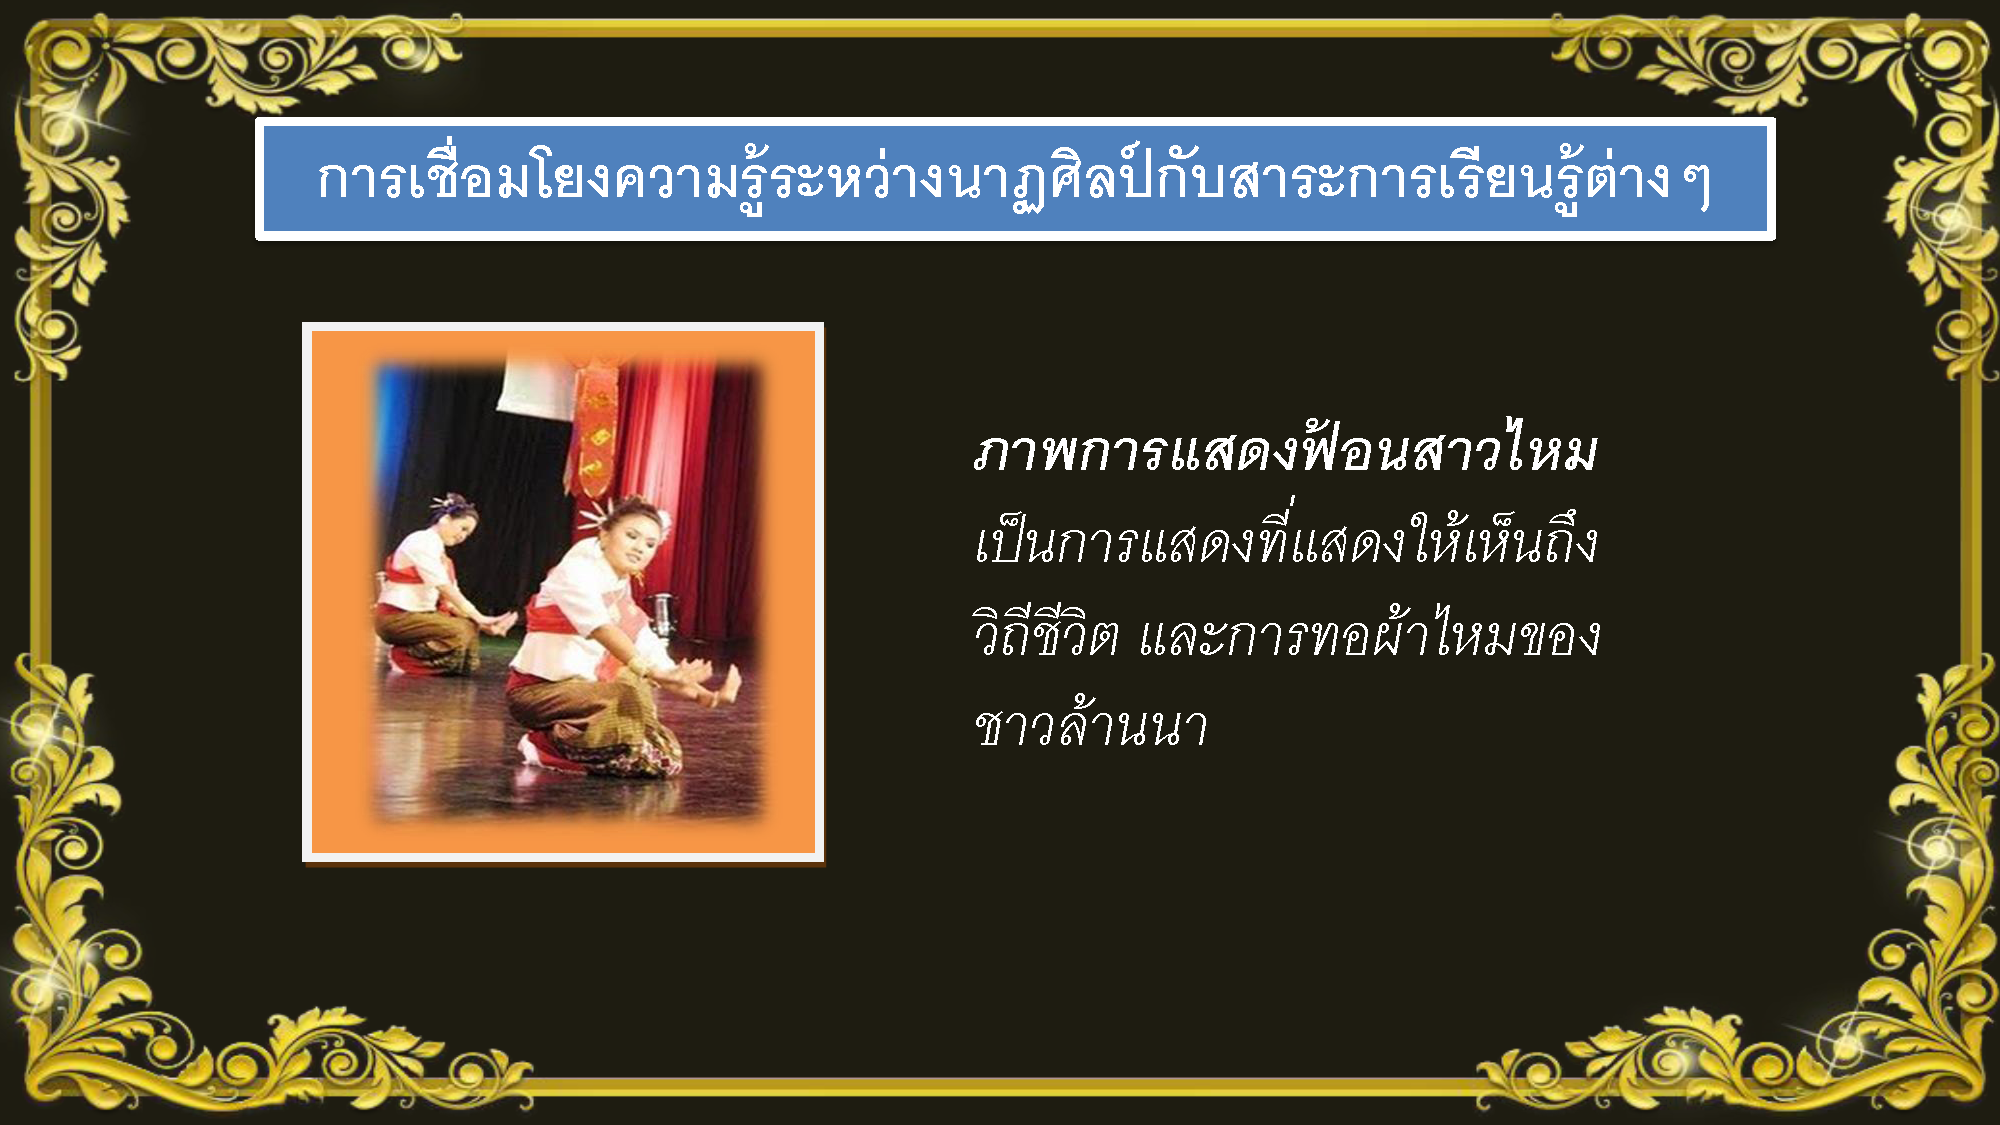 การเชื่อมโยงความรู้ระหว่างนาฏศิลป์กับสาระการเรียนรู้ต่าง ๆ
ภาพการแสดงฟ้อนสาวไหม
เป็นการแสดงที่แสดงให้เห็นถึง
วิถีชีวิต และการทอผ้าไหมของ
ชาวล้านนา